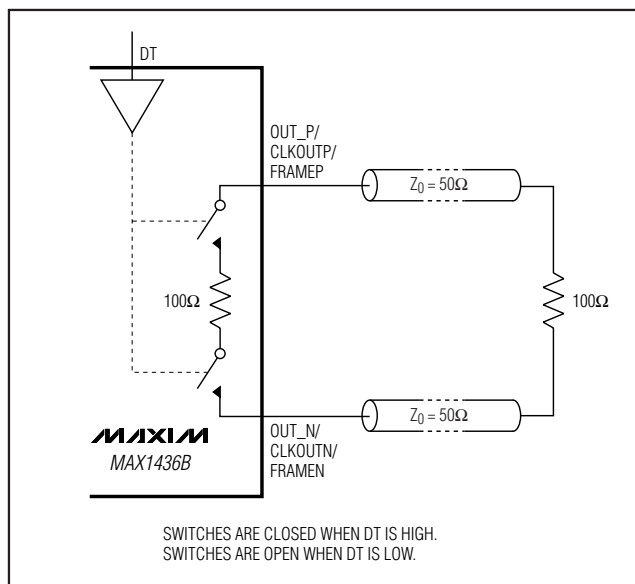 DT
OUT_P/
CLKOUTP/
FRAMEP
Z0 = 50Ω
100Ω
100Ω
Z0 = 50Ω
OUT_N/
CLKOUTN/
FRAMEN
MAXIM
MAX1436B
SWITCHES ARE CLOSED WHEN DT IS HIGH.
SWITCHES ARE OPEN WHEN DT IS LOW.